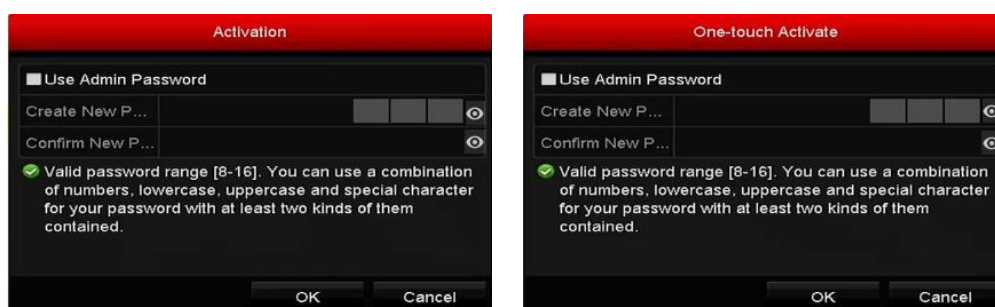 Activation
Use Admin Password
Create New P...
Confirm New P...
Valid password range [8-16]. You can use a combination
of numbers, lowercase, uppercase and special character
for your password with at least two kinds of them
contained.
OK Cancel
One-touch Activate
Use Admin Password
Create New P...
Confirm New P...
Valid password range [8-16]. You can use a combination
of numbers, lowercase, uppercase and special character
for your password with at least two kinds of them
contained.
OK Cancel